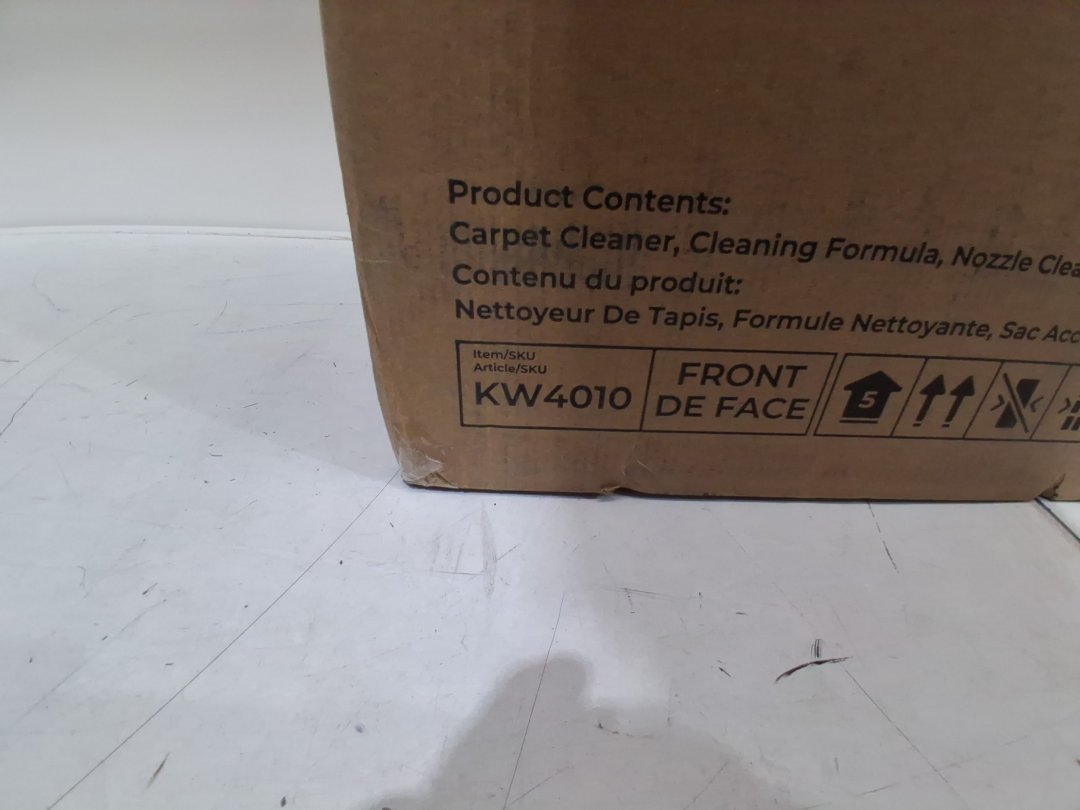 Product Contents:
Carpet Cleaner, Cleaning Formula, Nozzle
Contenu du produit:
Nettoyeur De Tapis, Formule Nettoyante, Sac
Item/SKU
Article/SKU
KW4010
FRONT
DE FACE
5